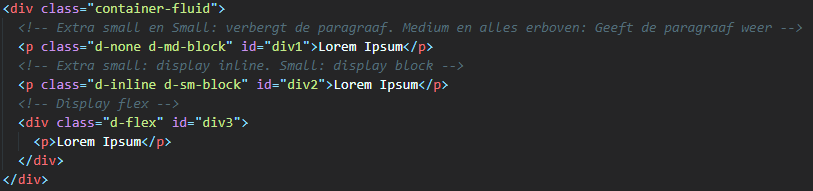 <div class="container-fluid">
<!-- Extra small en Small: verbergt de paragraaf. Medium en alles erboven: Geeft de paragraaf weer -->
<p class="d-none d-md-block" id="div1">Lorem Ipsum</p>
<!-- Extra small: display inline. Small: display block -->
<p class="d-inline d-sm-block" id="div2">Lorem Ipsum</p>
<!-- Display flex -->
<div class="d-flex" id="div3">
<p>Lorem Ipsum</p>
</div>
</div>